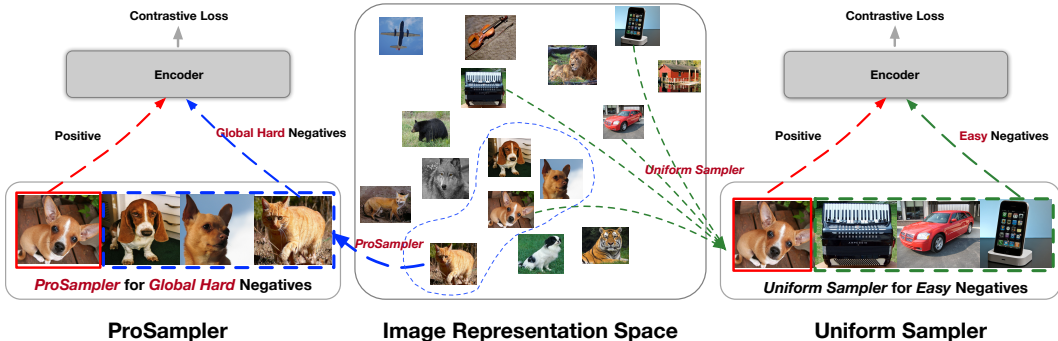 Contrastive Loss
Encoder
Positive
Global Hard Negatives
ProSampler for Global Hard Negatives
ProSampler
ProSampler
Uniform Sampler
Image Representation Space
Contrastive Loss
Encoder
Positive
Easy Negatives
Uniform Sampler for Easy Negatives
Uniform Sampler